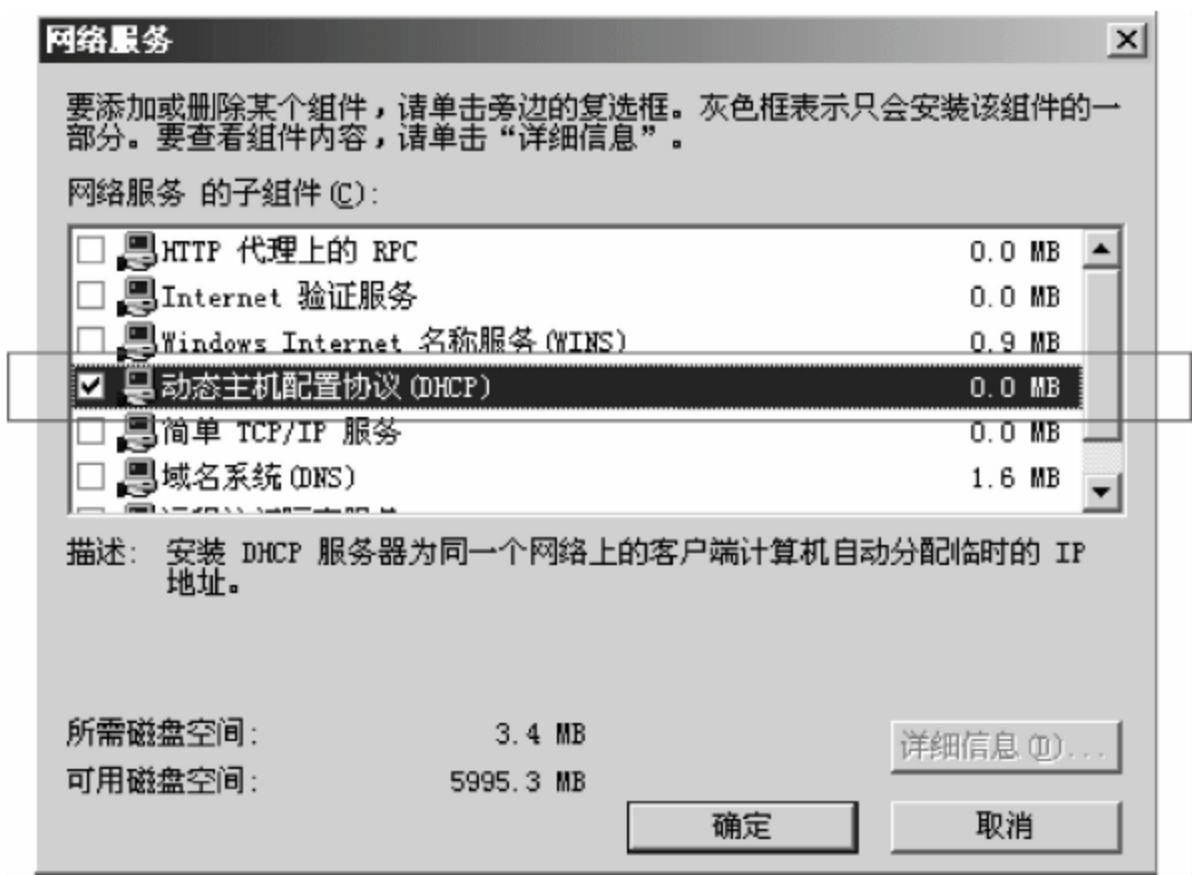 网络服务
要添加或删除某个组件，请单击旁边的复选框。灰色框表示只会安装该组件的一
部分。要查看组件内容，请单击“详细信息”。
网络服务 的子组件(C):
HTTP 代理上的 RPC 0.0 MB
Internet 验证服务 0.0 MB
Windows Internet 名称服务(WINS) 0.9 MB
动态主机配置协议(DHCP) 0.0 MB
简单 TCP/IP 服务 0.0 MB
域名系统(DNS) 1.6 MB
描述: 安装 DHCP 服务器为同一个网络上的客户端计算机自动分配临时的 IP
地址。
所需磁盘空间: 3.4 MB
详细信息(D)...
可用磁盘空间: 5995.3 MB
确定 取消